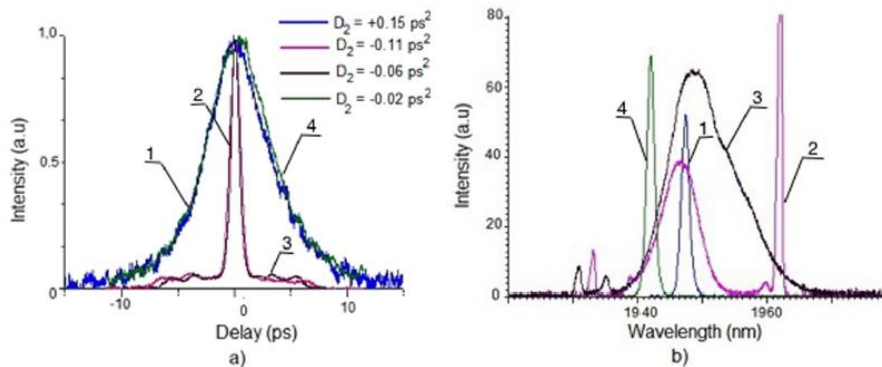 1,0
0.5
0
Intensity (a.u)
-10
0
10
Delay (ps)
a)
1
2
3
4
D2 = +0.15 ps2
D2 = -0.11 ps2
D2 = -0.06 ps2
D2 = -0.02 ps2
80
60
40
20
0
Intensity (a.u)
1940
1960
Wavelength (nm)
b)
4
1
3
2